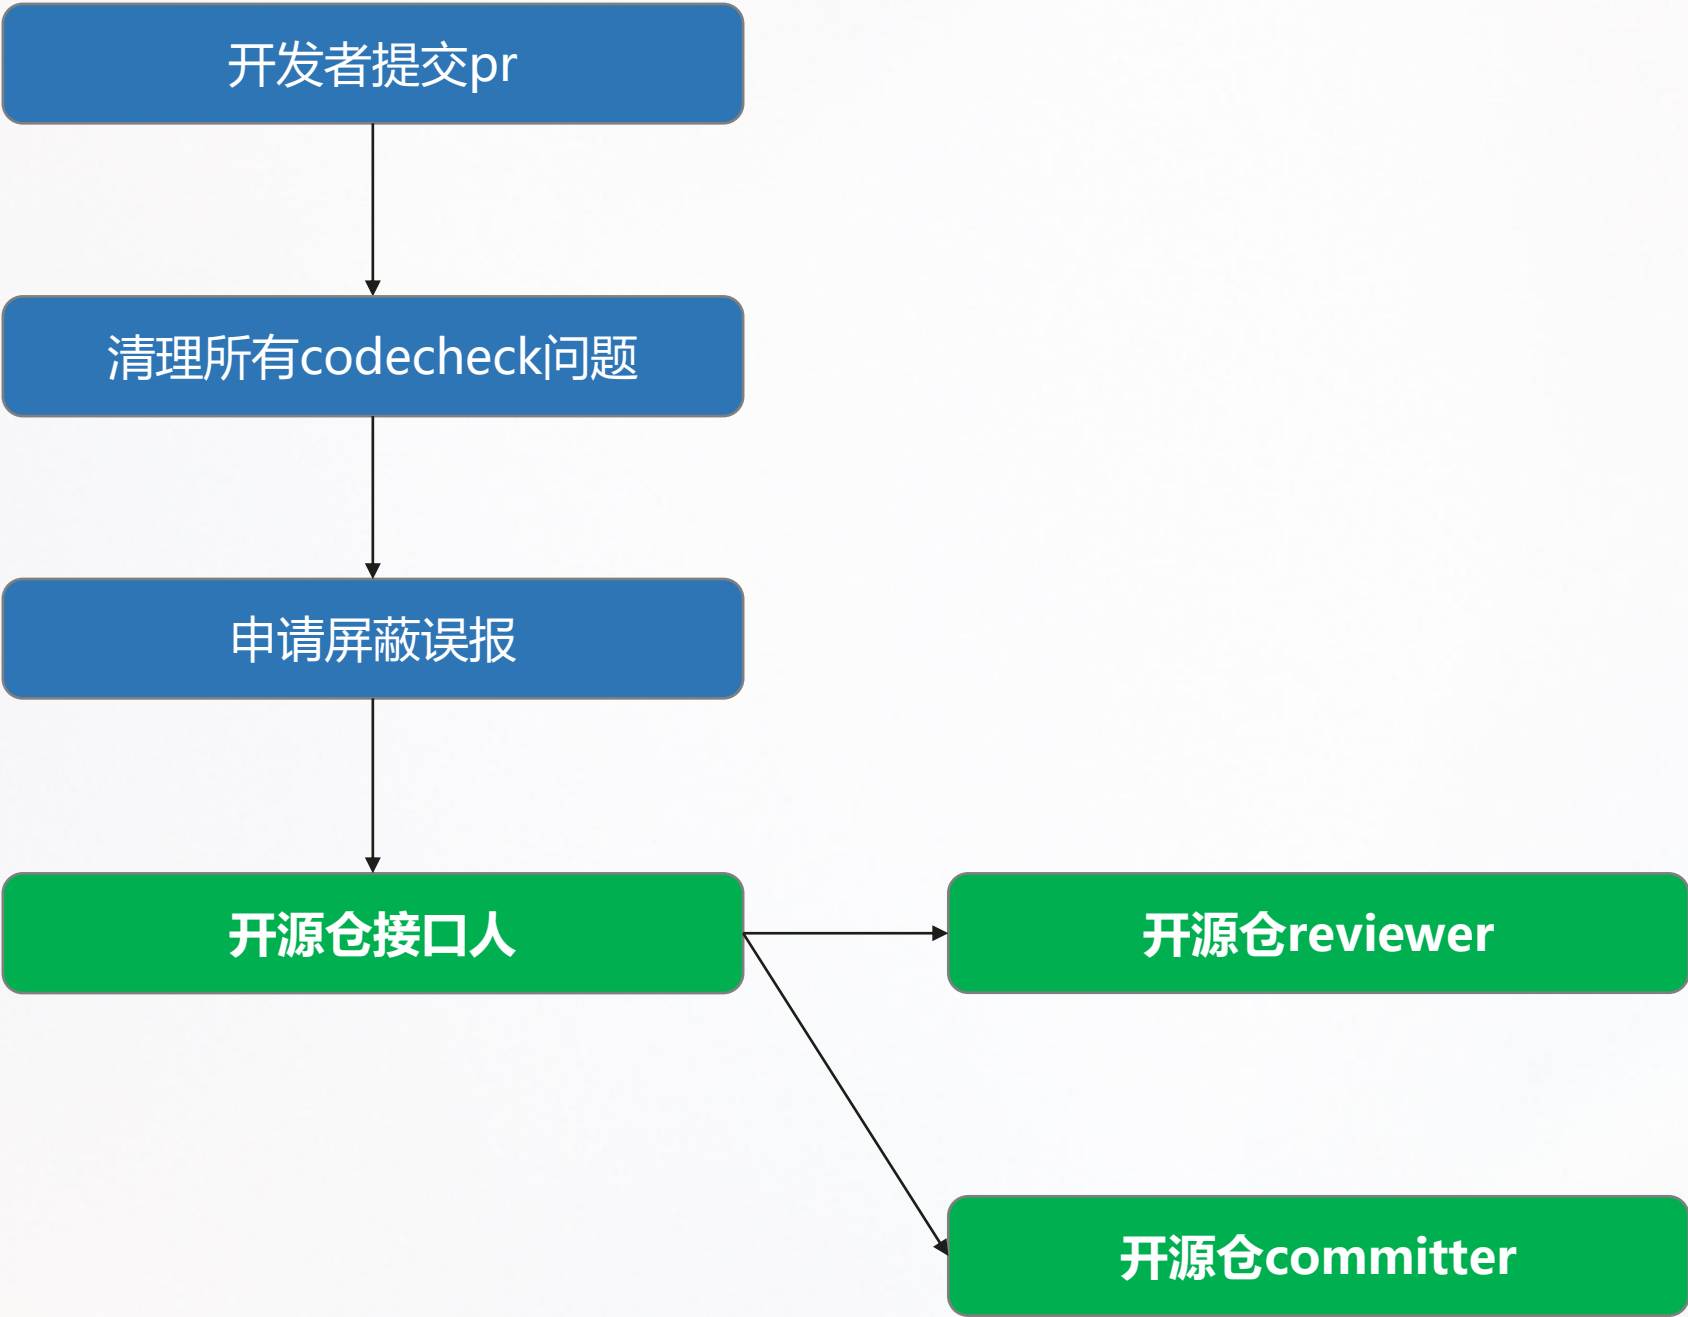 开发者提交pr
清理所有codecheck问题
申请屏蔽误报
开源仓接口人
开源仓reviewer
开源仓committer